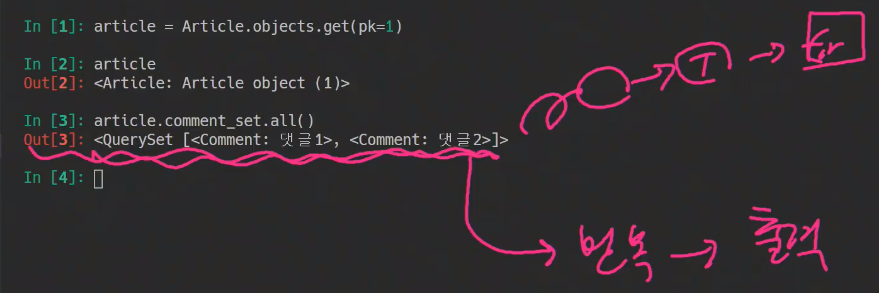 In [1]: article = Article.objects.get(pk=1)
In [2]: article
Out[2]: <Article: Article object (1)>
In [3]: article.comment_set.all()
Out[3]: <QuerySet [<Comment: 댓글1>, <Comment: 댓글2>]>
In [4]:
T
for
반복 → 출력